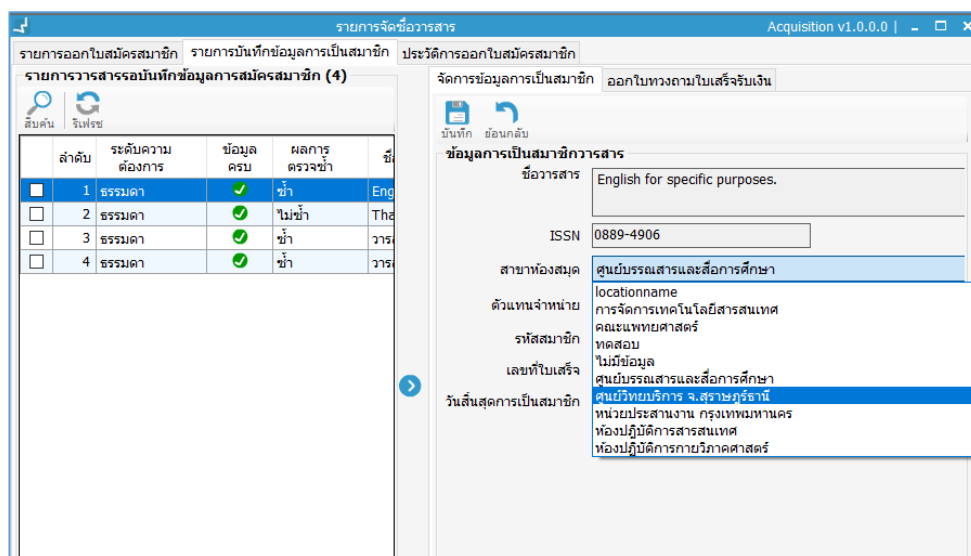 รายการจัดซื้อวารสาร
Acquisition v1.0.0.0 |
รายการออกใบสมัครสมาชิก รายการบันทึกข้อมูลการเป็นสมาชิก ประวัติการออกใบสมัครสมาชิก
รายการวารสารรอบันทึกข้อมูลการสมัครสมาชิก (4)
สืบค้น รีเฟรช
ลำดับ ระดับความต้องการ ข้อมูลครบ ผลการตรวจซ้ำ
1 ธรรมดา ซ้ำ Eng
2 ธรรมดา ไม่ซ้ำ Tha
3 ธรรมดา ซ้ำ วารส
4 ธรรมดา ซ้ำ วารส
จัดการข้อมูลการเป็นสมาชิก ออกใบทวงถามใบเสร็จรับเงิน
บันทึก ย้อนกลับ
ข้อมูลการเป็นสมาชิกวารสาร
ชื่อวารสาร English for specific purposes.
ISSN 0889-4906
สาขาห้องสมุด ศูนย์บรรณสารและสื่อการศึกษา
ตัวแทนจำหน่าย
รหัสสมาชิก
เลขที่ใบเสร็จ
วันสิ้นสุดการเป็นสมาชิก
locationname
การจัดการเทคโนโลยีสารสนเทศ
คณะแพทยศาสตร์
ทดสอบ
ไม่มีข้อมูล
ศูนย์บรรณสารและสื่อการศึกษา
ศูนย์วิทยบริการ จ.สุราษฎร์ธานี
หน่วยประสานงาน กรุงเทพมหานคร
ห้องปฏิบัติการสารสนเทศ
ห้องปฏิบัติการกายวิภาคศาสตร์